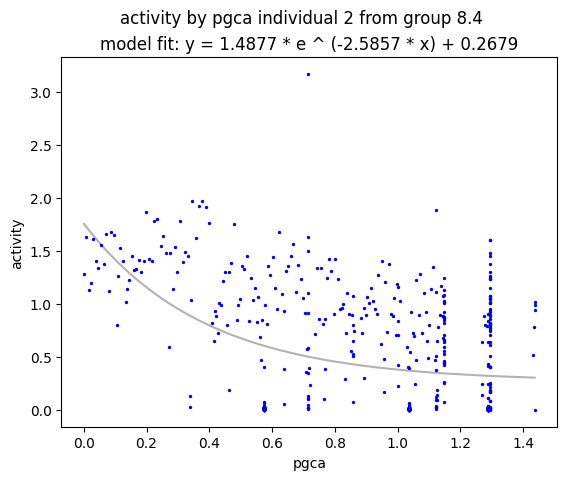 activity by pgca individual 2 from group 8.4
model fit: y = 1.4877 * e ^ (-2.5857 * x) + 0.2679
3.0
2.5
2.0
1.5
1.0
0.5
0.0
activity
0.0 0.2 0.4 0.6 0.8 1.0 1.2 1.4
pgca